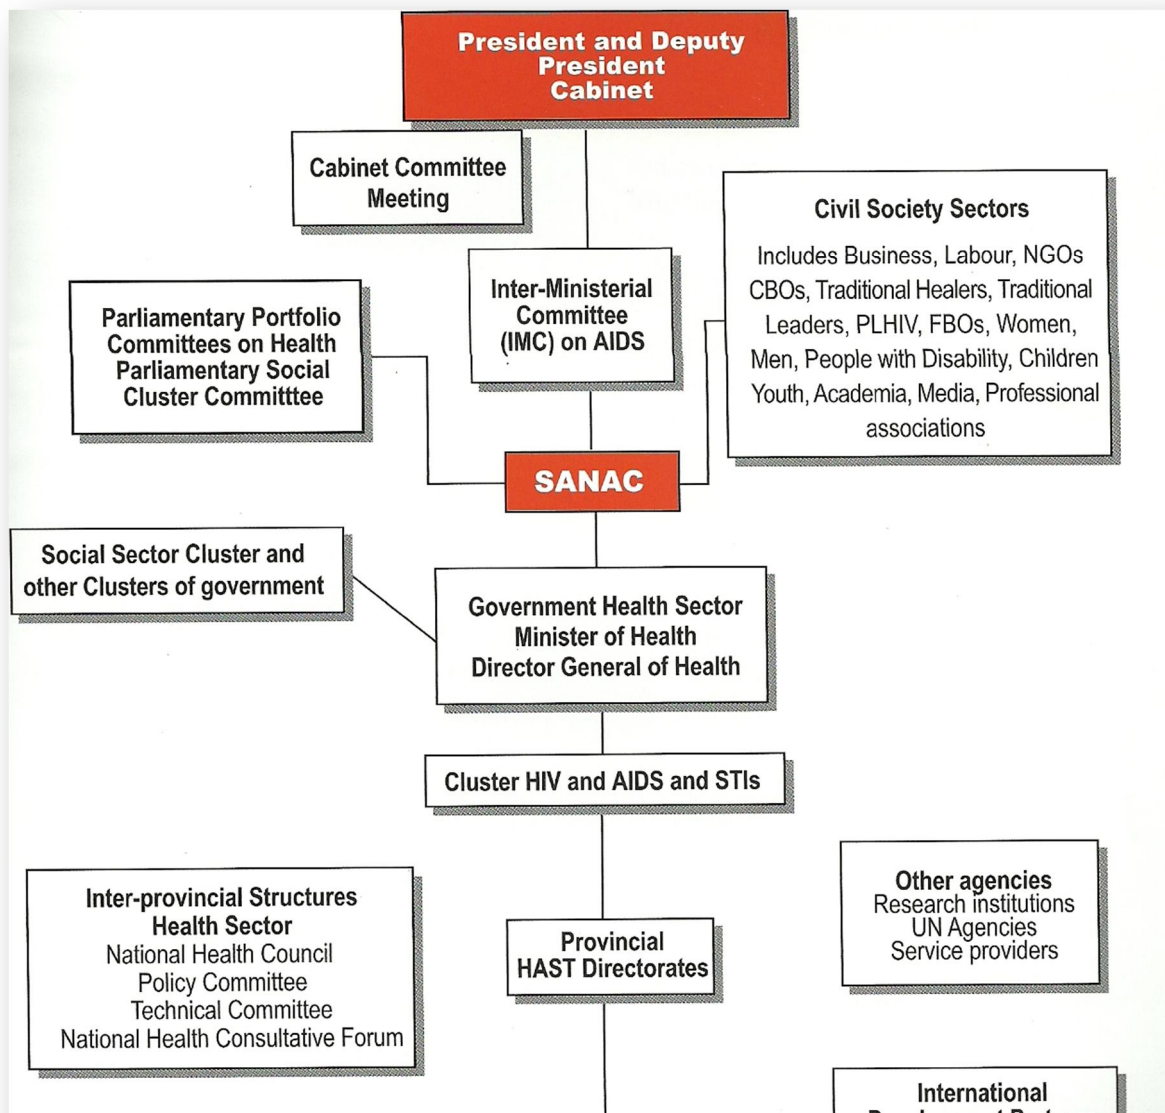 President and Deputy
President
Cabinet
Cabinet Committee
Meeting
Civil Society Sectors
Includes Business, Labour, NGOs
CBOs, Traditional Healers, Traditional
Leaders, PLHIV, FBOs, Women,
Men, People with Disability, Children
Youth, Academia, Media, Professional
associations
Inter-Ministerial
Committee
(IMC) on AIDS
Parliamentary Portfolio
Committees on Health
Parliamentary Social
Cluster Committtee
SANAC
Social Sector Cluster and
other Clusters of government
Government Health Sector
Minister of Health
Director General of Health
Cluster HIV and AIDS and STIs
Inter-provincial Structures
Health Sector
National Health Council
Policy Committee
Technical Committee
National Health Consultative Forum
Provincial
HAST Directorates
Other agencies
Research institutions
UN Agencies
Service providers
International